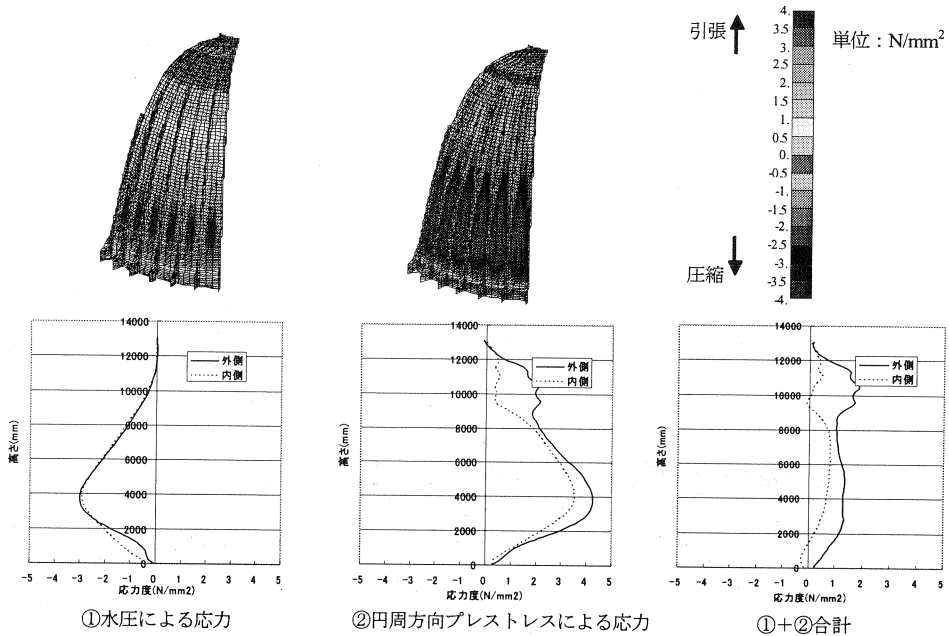 引張
圧縮
単位：N/mm²
4.
3.5
3.
2.5
2.
1.5
1.
0.5
0.
-0.5
-1.
-1.5
-2.
-2.5
-3.
-3.5
-4.
14000
12000
10000
8000
6000
4000
2000
0
高さ(mm)
外側
内側
-5 -4 -3 -2 -1 0 1 2 3 4 5
応力度(N/mm2)
①水圧による応力
14000
12000
10000
8000
6000
4000
2000
0
高さ(mm)
外側
内側
-5 -4 -3 -2 -1 0 1 2 3 4 5
応力度(N/mm2)
②円周方向プレストレスによる応力
14000
12000
10000
8000
6000
4000
2000
0
高さ(mm)
外側
内側
-5 -4 -3 -2 -1 0 1 2 3 4 5
応力度(N/mm2)
①＋②合計